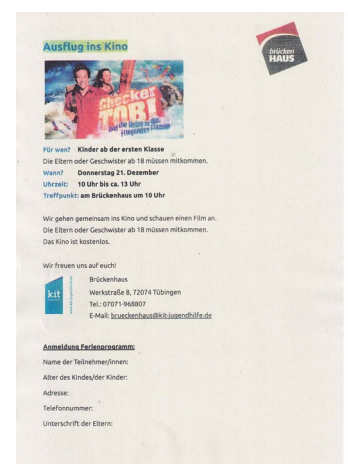 Ausflug ins Kino
brücken
HAUS
Checker
TOBI
Für wen? Kinder ab der ersten Klasse
Die Eltern oder Geschwister ab 18 müssen mitkommen.
Wann? Donnerstag 21. Dezember
Uhrzeit: 10 Uhr bis ca. 13 Uhr
Treffpunkt: am Brückenhaus um 10 Uhr
Wir gehen gemeinsam ins Kino und schauen einen Film an.
Die Eltern oder Geschwister ab 18 müssen mitkommen.
Das Kino ist kostenlos.
Wir freuen uns auf euch!
kit
Brückenhaus
Werkstraße 8, 72074 Tübingen
Tel.: 07071-968807
E-Mail: brueckenhaus@kit-jugendhilfe.de
Anmeldung Ferienprogramm:
Name der Teilnehmer/innen:
Alter des Kindes/der Kinder:
Adresse:
Telefonnummer:
Unterschrift der Eltern: